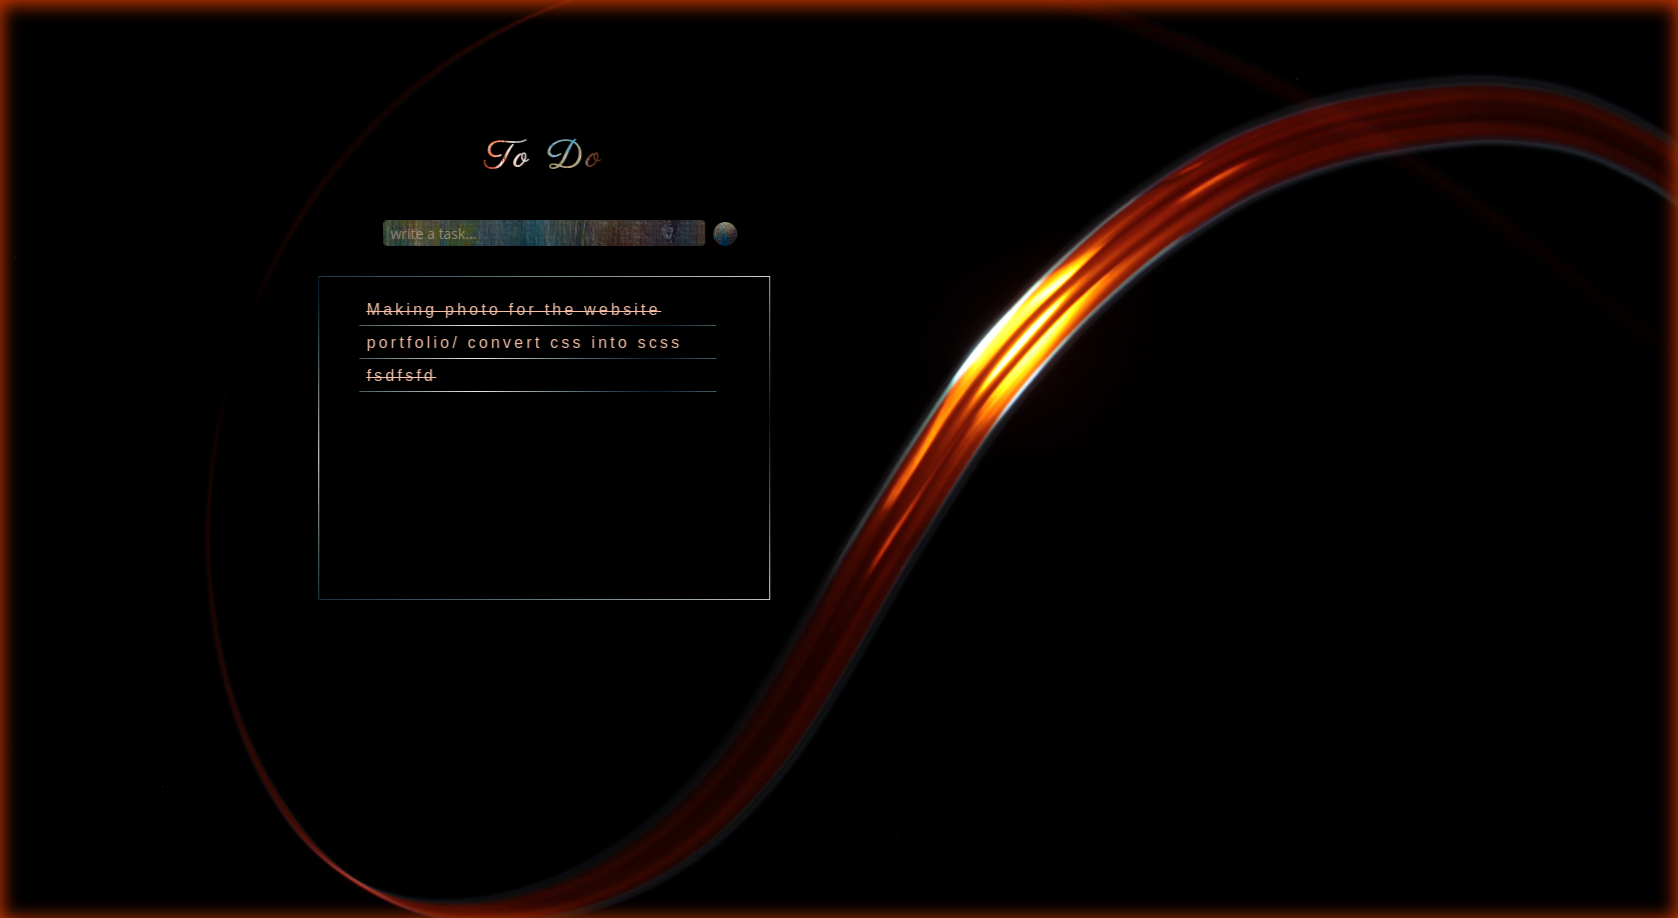 To Do
write a task...
Making photo for the website
portfolio/ convert css into scss
fsdfsfd